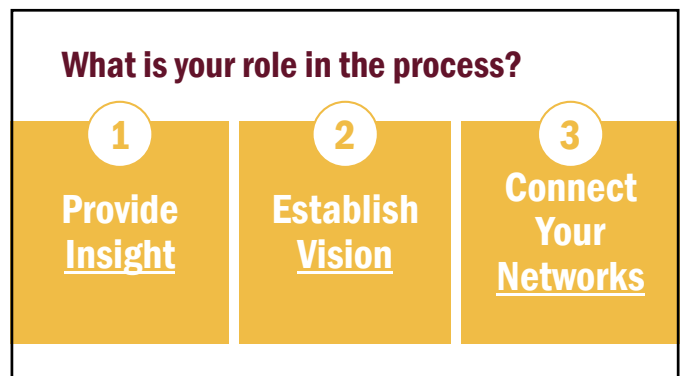 What is your role in the process?
1
Provide
Insight
2
Establish
Vision
3
Connect
Your
Networks